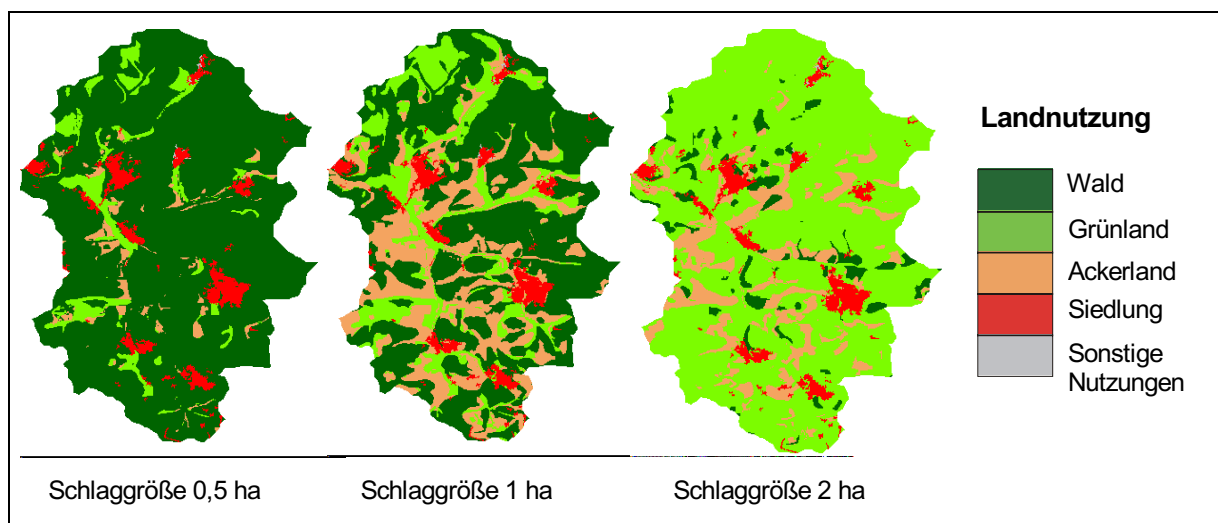 Landnutzung
Wald
Grünland
Ackerland
Siedlung
Sonstige
Nutzungen
Schlaggröße 0,5 ha
Schlaggröße 1 ha
Schlaggröße 2 ha